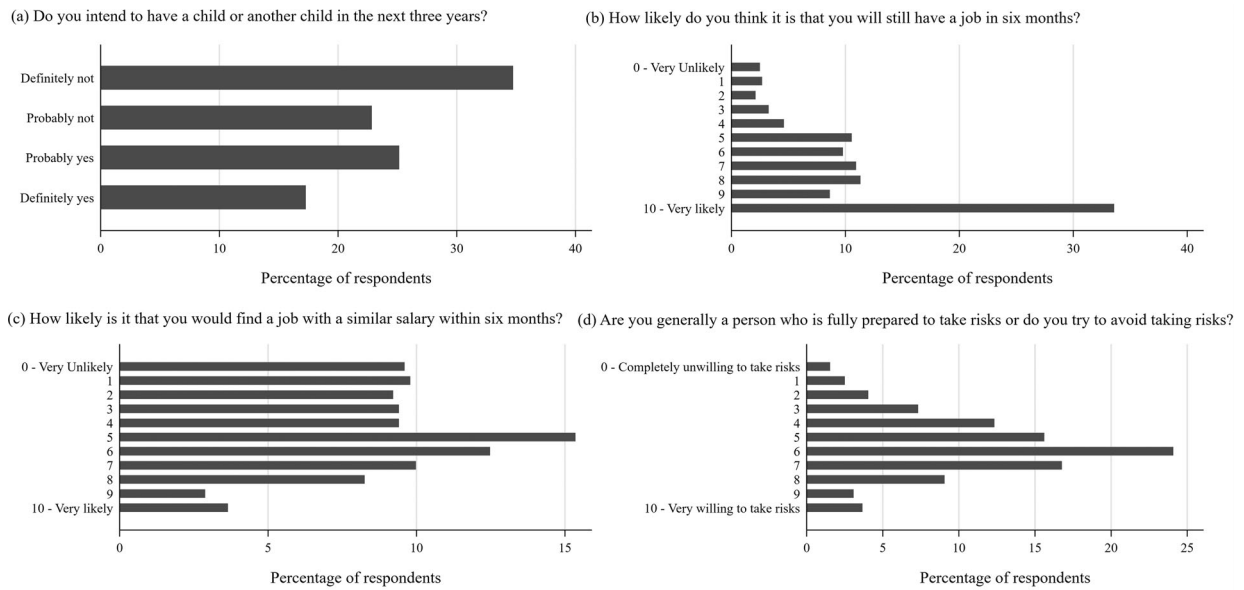 (a) Do you intend to have a child or another child in the next three years?
Definitely not
Probably not
Probably yes
Definitely yes
0 10 20 30 40
Percentage of respondents
(b) How likely do you think it is that you will still have a job in six months?
0 - Very Unlikely
1
2
3
4
5
6
7
8
9
10 - Very likely
0 10 20 30 40
Percentage of respondents
(c) How likely is it that you would find a job with a similar salary within six months?
0 - Very Unlikely
1
2
3
4
5
6
7
8
9
10 - Very likely
0 5 10 15
Percentage of respondents
(d) Are you generally a person who is fully prepared to take risks or do you try to avoid taking risks?
0 - Completely unwilling to take risks
1
2
3
4
5
6
7
8
9
10 - Very willing to take risks
0 5 10 15 20 25
Percentage of respondents